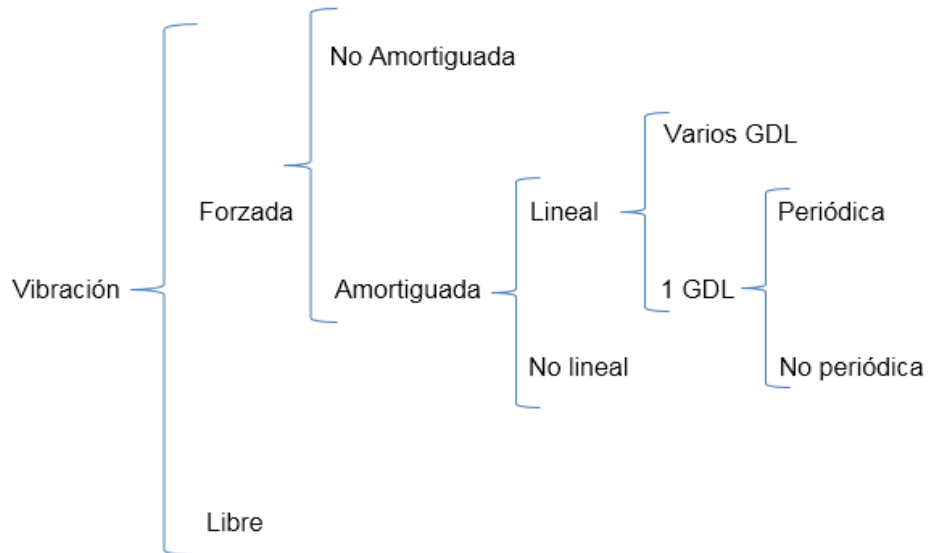 Vibración
Forzada
No Amortiguada
Amortiguada
Lineal
Varios GDL
1 GDL
Periódica
No periódica
No lineal
Libre